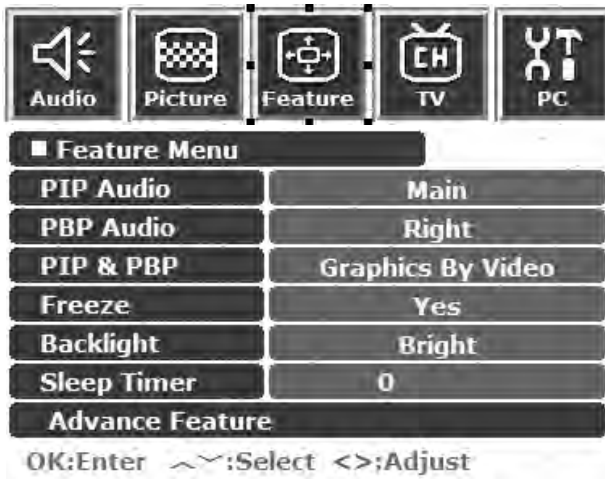 Audio Picture Feature TV PC
CH
Feature Menu
PIP Audio Main
PBP Audio Right
PIP & PBP Graphics By Video
Freeze Yes
Backlight Bright
Sleep Timer 0
Advance Feature
OK:Enter ︿﹀:Select <>:Adjust